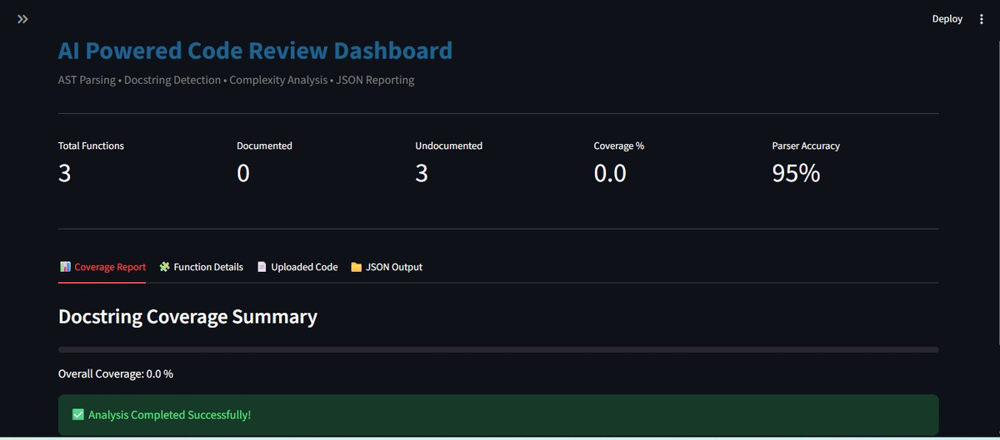 Deploy
AI Powered Code Review Dashboard
AST Parsing • Docstring Detection • Complexity Analysis • JSON Reporting
Total Functions
3
Documented
0
Undocumented
3
Coverage %
0.0
Parser Accuracy
95%
📊 Coverage Report
🧩 Function Details
📄 Uploaded Code
📁 JSON Output
Docstring Coverage Summary
Overall Coverage: 0.0 %
✅ Analysis Completed Successfully!